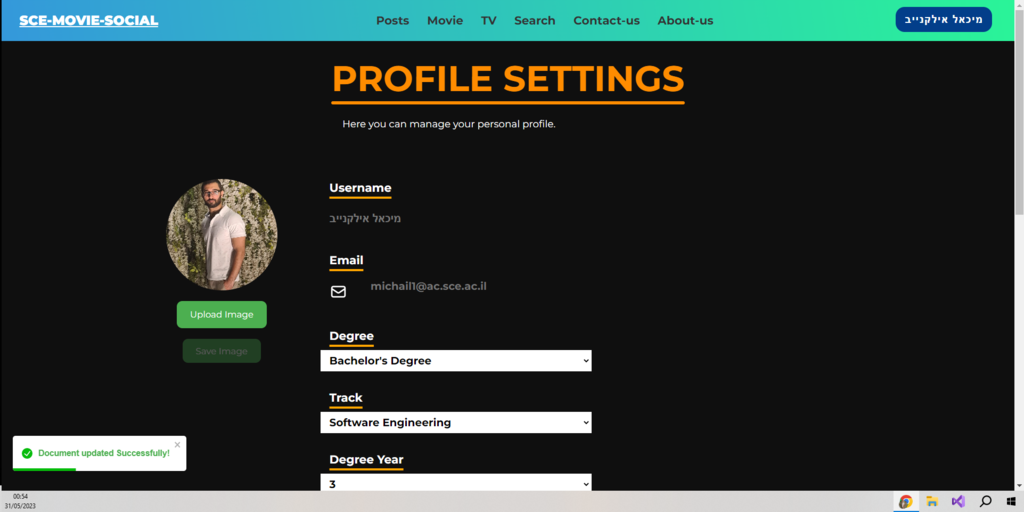 SCE-MOVIE-SOCIAL
Posts Movie TV Search Contact-us About-us
מיכאל אילקנייב
PROFILE SETTINGS
Here you can manage your personal profile.
Username
מיכאל אילקנייב
Email
michail1@ac.sce.ac.il
Upload Image
Save Image
Degree
Bachelor's Degree
Track
Software Engineering
Document updated Successfully!
Degree Year
3
00:54
31/05/2023